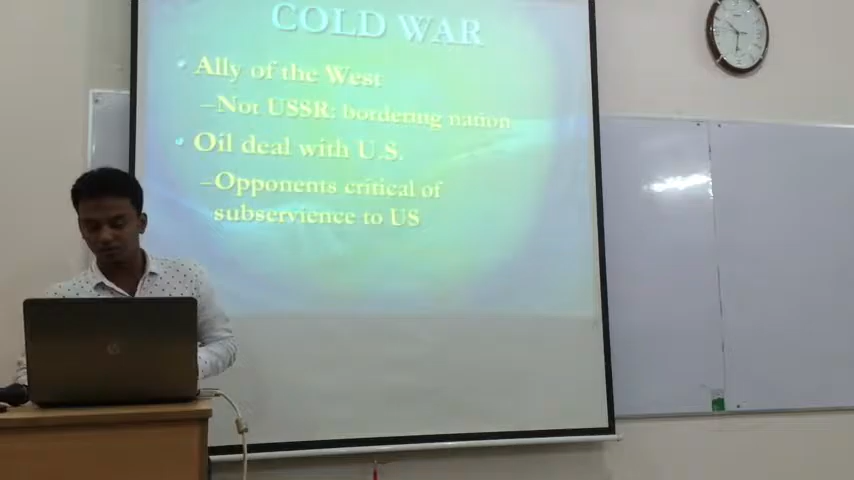 COLD WAR
• Ally of the West
–Not USSR: bordering nation
• Oil deal with U.S.
–Opponents critical of
subservience to US
hp